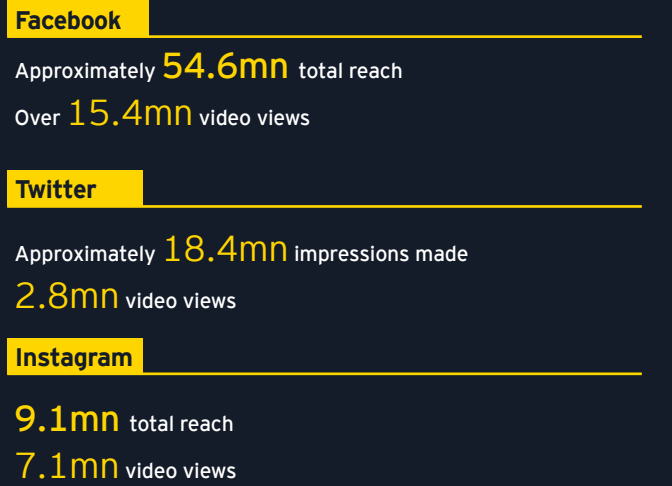 Facebook
Approximately 54.6mn total reach
Over 15.4mn video views
Twitter
Approximately 18.4mn impressions made
2.8mn video views
Instagram
9.1mn total reach
7.1mn video views